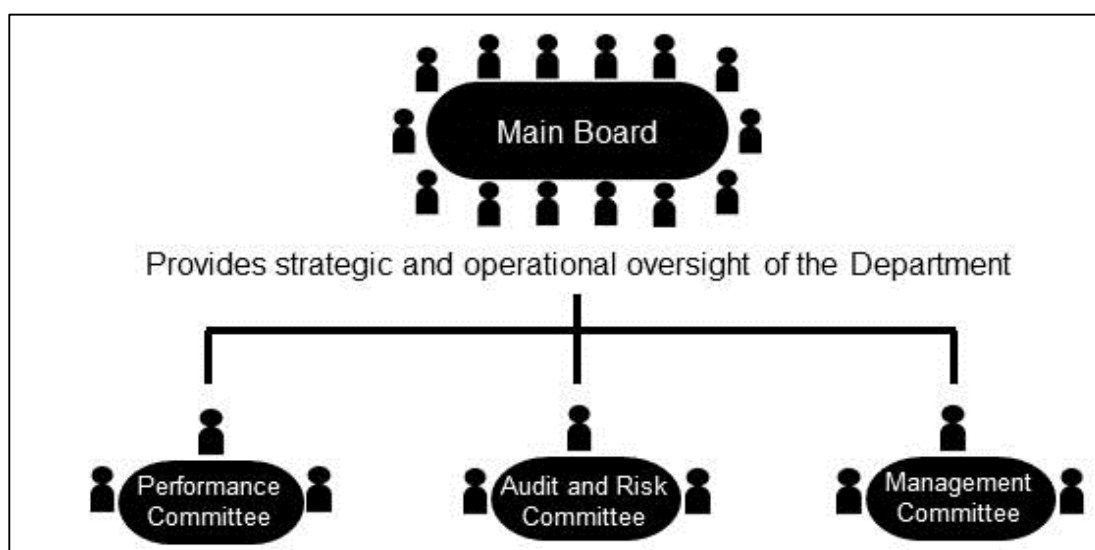 Main Board
Provides strategic and operational oversight of the Department
Performance
Committee
Audit and Risk
Committee
Management
Committee